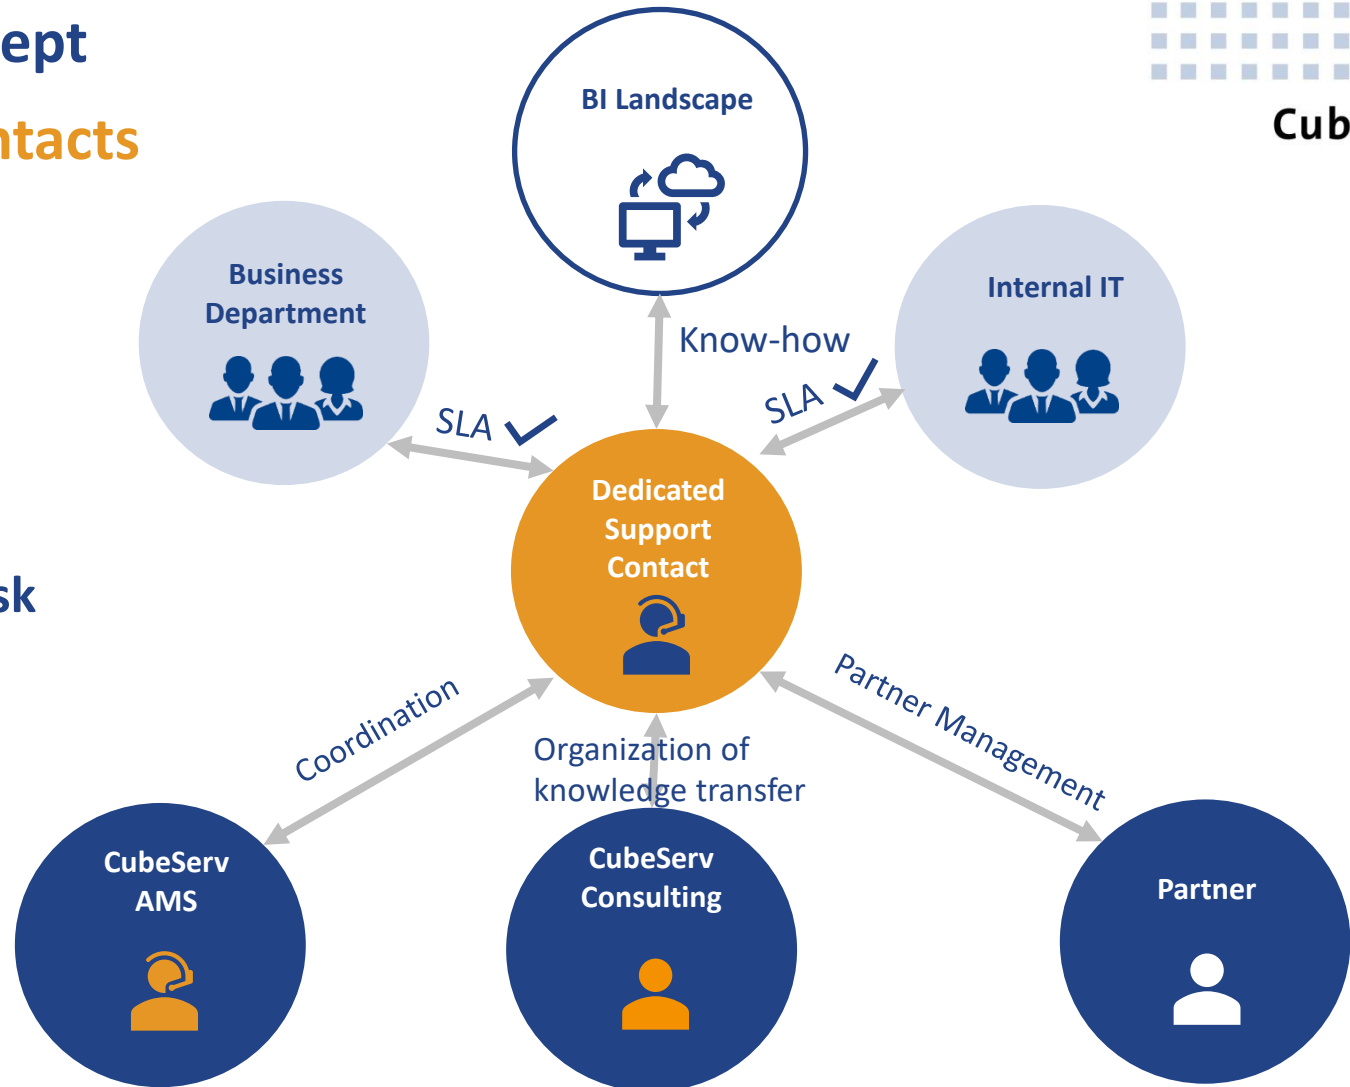 ept
ntacts
Cub
BI Landscape
Business
Department
Internal IT
Know-how
SLA
SLA
Dedicated
Support
Contact
sk
Coordination
Partner Management
Organization of
knowledge transfer
CubeServ
AMS
CubeServ
Consulting
Partner